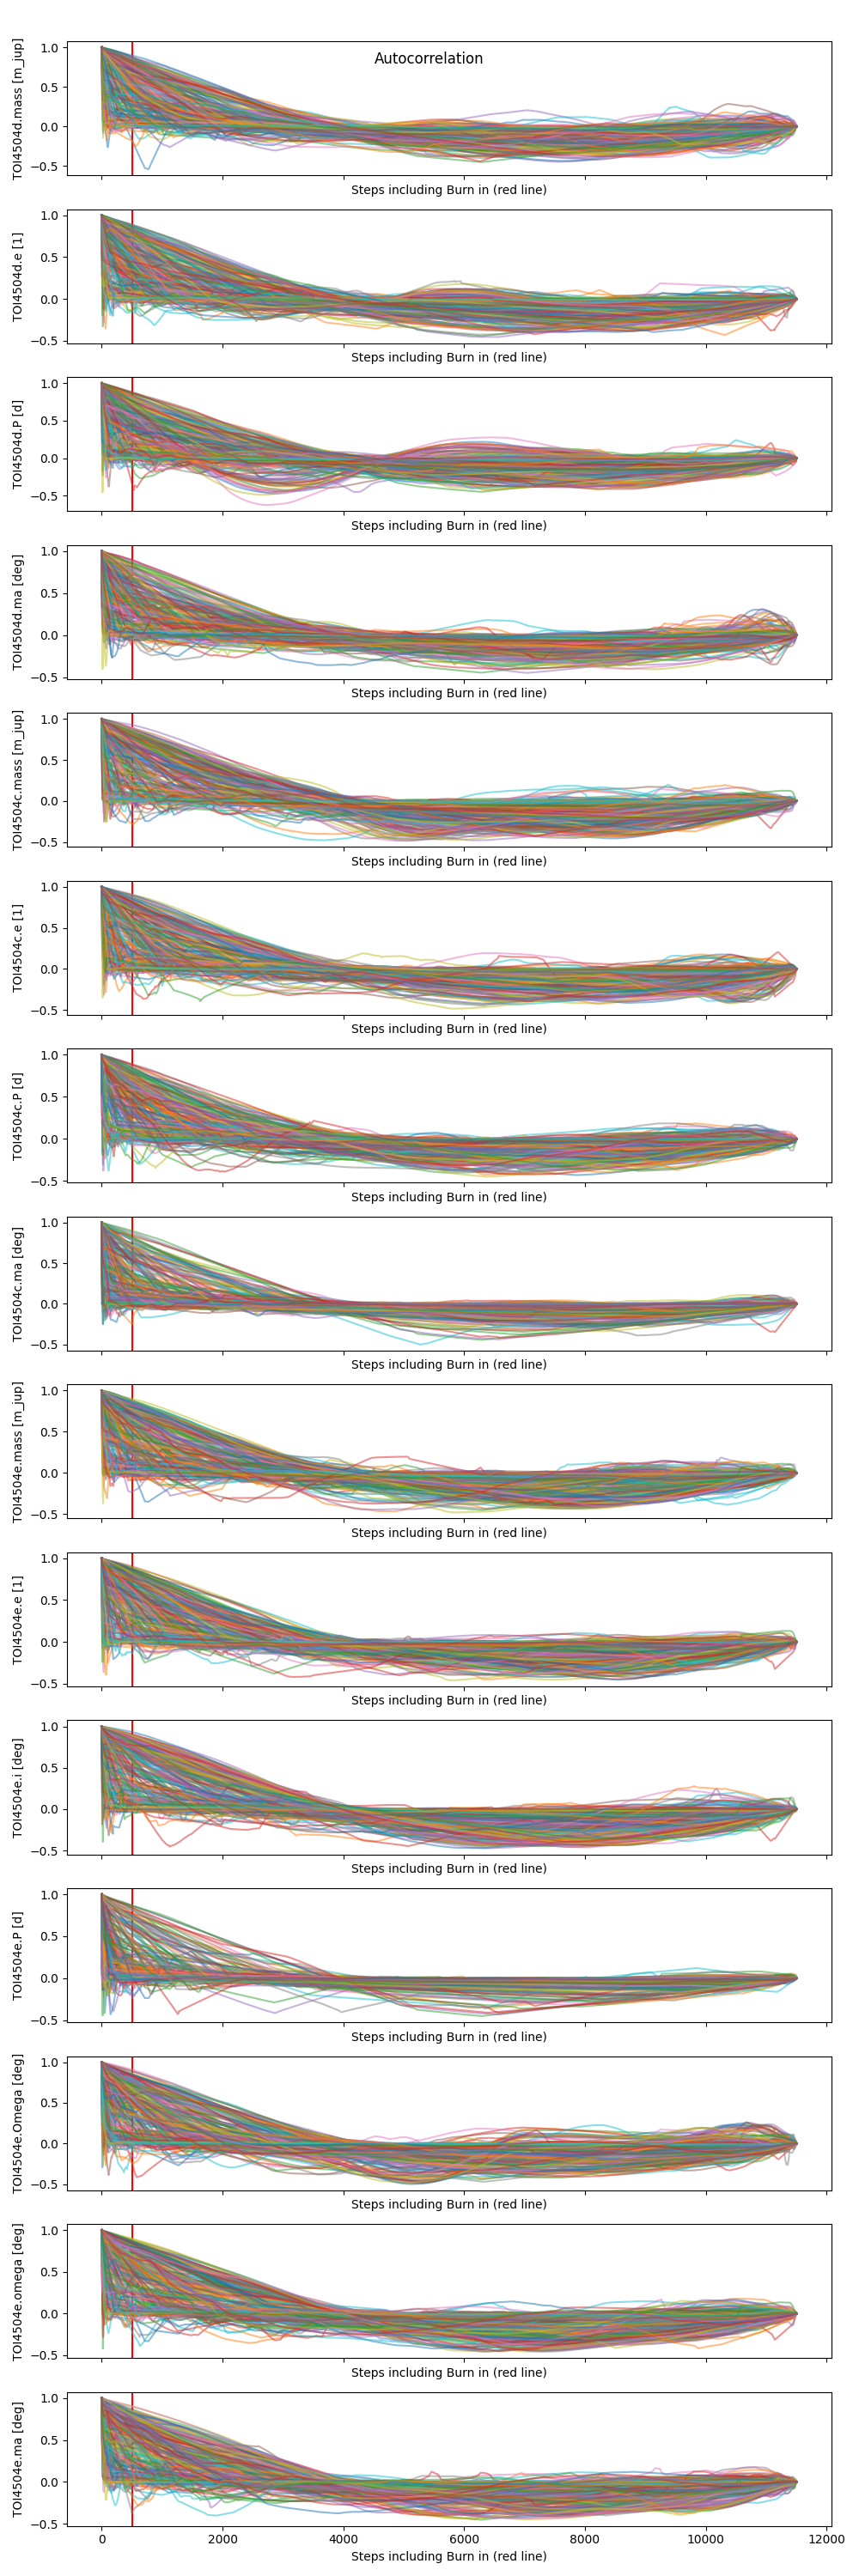 Autocorrelation
1.0
0.5
0.0
−0.5
TOI4504d.mass [m_jup]
Steps including Burn in (red line)
1.0
0.5
0.0
−0.5
TOI4504d.e [1]
Steps including Burn in (red line)
1.0
0.5
0.0
−0.5
TOI4504d.P [d]
Steps including Burn in (red line)
1.0
0.5
0.0
−0.5
TOI4504d.ma [deg]
Steps including Burn in (red line)
1.0
0.5
0.0
−0.5
TOI4504c.mass [m_jup]
Steps including Burn in (red line)
1.0
0.5
0.0
−0.5
TOI4504c.e [1]
Steps including Burn in (red line)
1.0
0.5
0.0
−0.5
TOI4504c.P [d]
Steps including Burn in (red line)
1.0
0.5
0.0
−0.5
TOI4504c.ma [deg]
Steps including Burn in (red line)
1.0
0.5
0.0
−0.5
TOI4504e.mass [m_jup]
Steps including Burn in (red line)
1.0
0.5
0.0
−0.5
TOI4504e.e [1]
Steps including Burn in (red line)
1.0
0.5
0.0
−0.5
TOI4504e.i [deg]
Steps including Burn in (red line)
1.0
0.5
0.0
−0.5
TOI4504e.P [d]
Steps including Burn in (red line)
1.0
0.5
0.0
−0.5
TOI4504e.Omega [deg]
Steps including Burn in (red line)
1.0
0.5
0.0
−0.5
TOI4504e.omega [deg]
Steps including Burn in (red line)
1.0
0.5
0.0
−0.5
TOI4504e.ma [deg]
0 2000 4000 6000 8000 10000 12000
Steps including Burn in (red line)